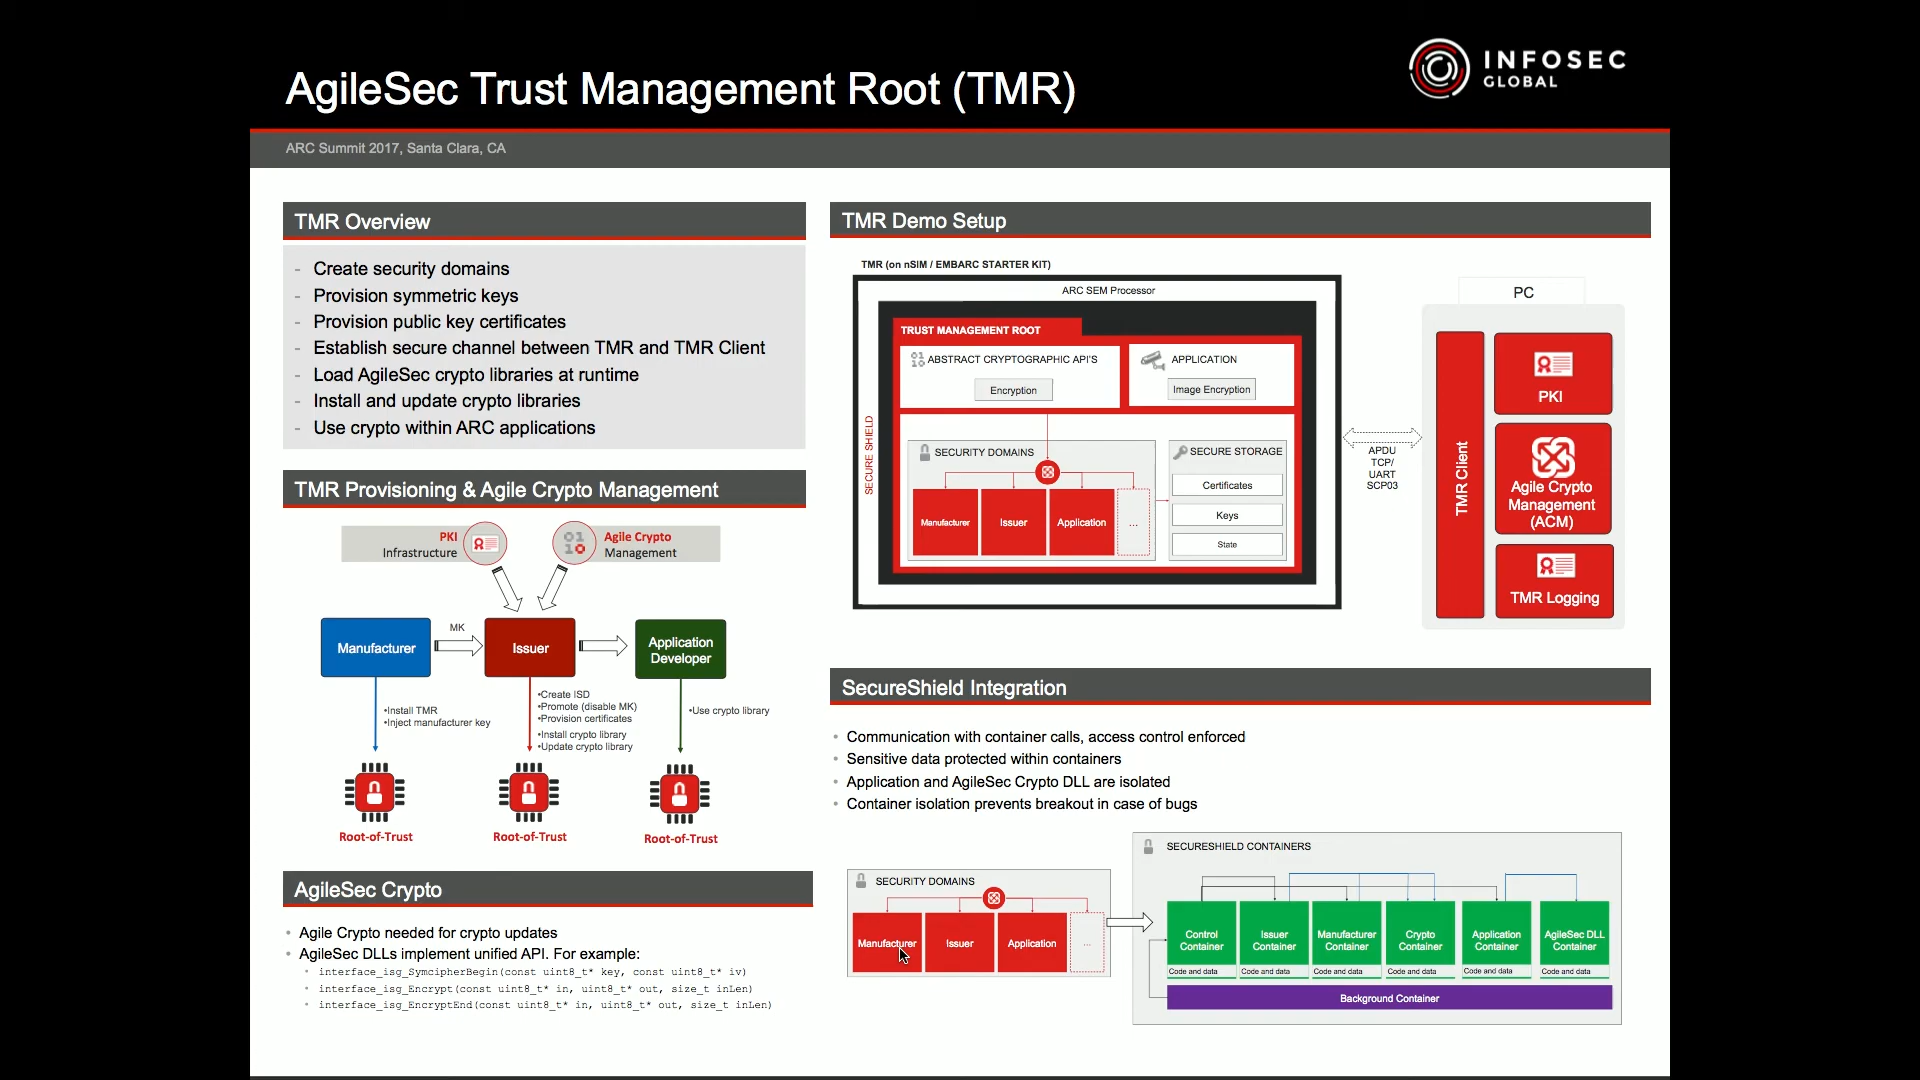 AgileSec Trust Management Root (TMR)
INFOSEC
GLOBAL
ARC Summit 2017, Santa Clara, CA
TMR Overview
- Create security domains
- Provision symmetric keys
- Provision public key certificates
- Establish secure channel between TMR and TMR Client
- Load AgileSec crypto libraries at runtime
- Install and update crypto libraries
- Use crypto within ARC applications
TMR Provisioning & Agile Crypto Management
PKI
Infrastructure
01
10
Agile Crypto
Management
Manufacturer
MK
Issuer
Application
Developer
•Install TMR
•Inject manufacturer key
•Create ISD
•Promote (disable MK)
•Provision certificates
•Install crypto library
•Update crypto library
•Use crypto library
Root-of-Trust
Root-of-Trust
Root-of-Trust
AgileSec Crypto
• Agile Crypto needed for crypto updates
• AgileSec DLLs implement unified API. For example:
• interface_isg_SymcipherBegin(const uint8_t* key, const uint8_t* iv)
• interface_isg_Encrypt(const uint8_t* in, uint8_t* out, size_t inLen)
• interface_isg_EncryptEnd(const uint8_t* in, uint8_t* out, size_t inLen)
TMR Demo Setup
TMR (on nSIM / EMBARC STARTER KIT)
ARC SEM Processor
TRUST MANAGEMENT ROOT
SECURE SHIELD
01
10
ABSTRACT CRYPTOGRAPHIC API'S
Encryption
APPLICATION
Image Encryption
SECURITY DOMAINS
Manufacturer
Issuer
Application
...
SECURE STORAGE
Certificates
Keys
State
APDU
TCP/
UART
SCP03
PC
TMR Client
PKI
Agile Crypto
Management
(ACM)
TMR Logging
SecureShield Integration
• Communication with container calls, access control enforced
• Sensitive data protected within containers
• Application and AgileSec Crypto DLL are isolated
• Container isolation prevents breakout in case of bugs
SECURITY DOMAINS
Manufacturer
Issuer
Application
...
SECURESHIELD CONTAINERS
Control
Container
Code and data
Issuer
Container
Code and data
Manufacturer
Container
Code and data
Crypto
Container
Code and data
Application
Container
Code and data
AgileSec DLL
Container
Code and data
Background Container